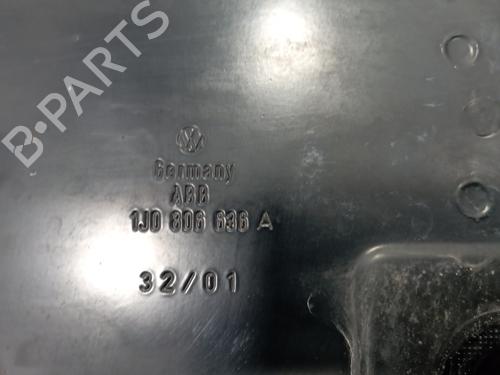 B-PARTS
Germany
ABB
1J0 806 636 A
32/01